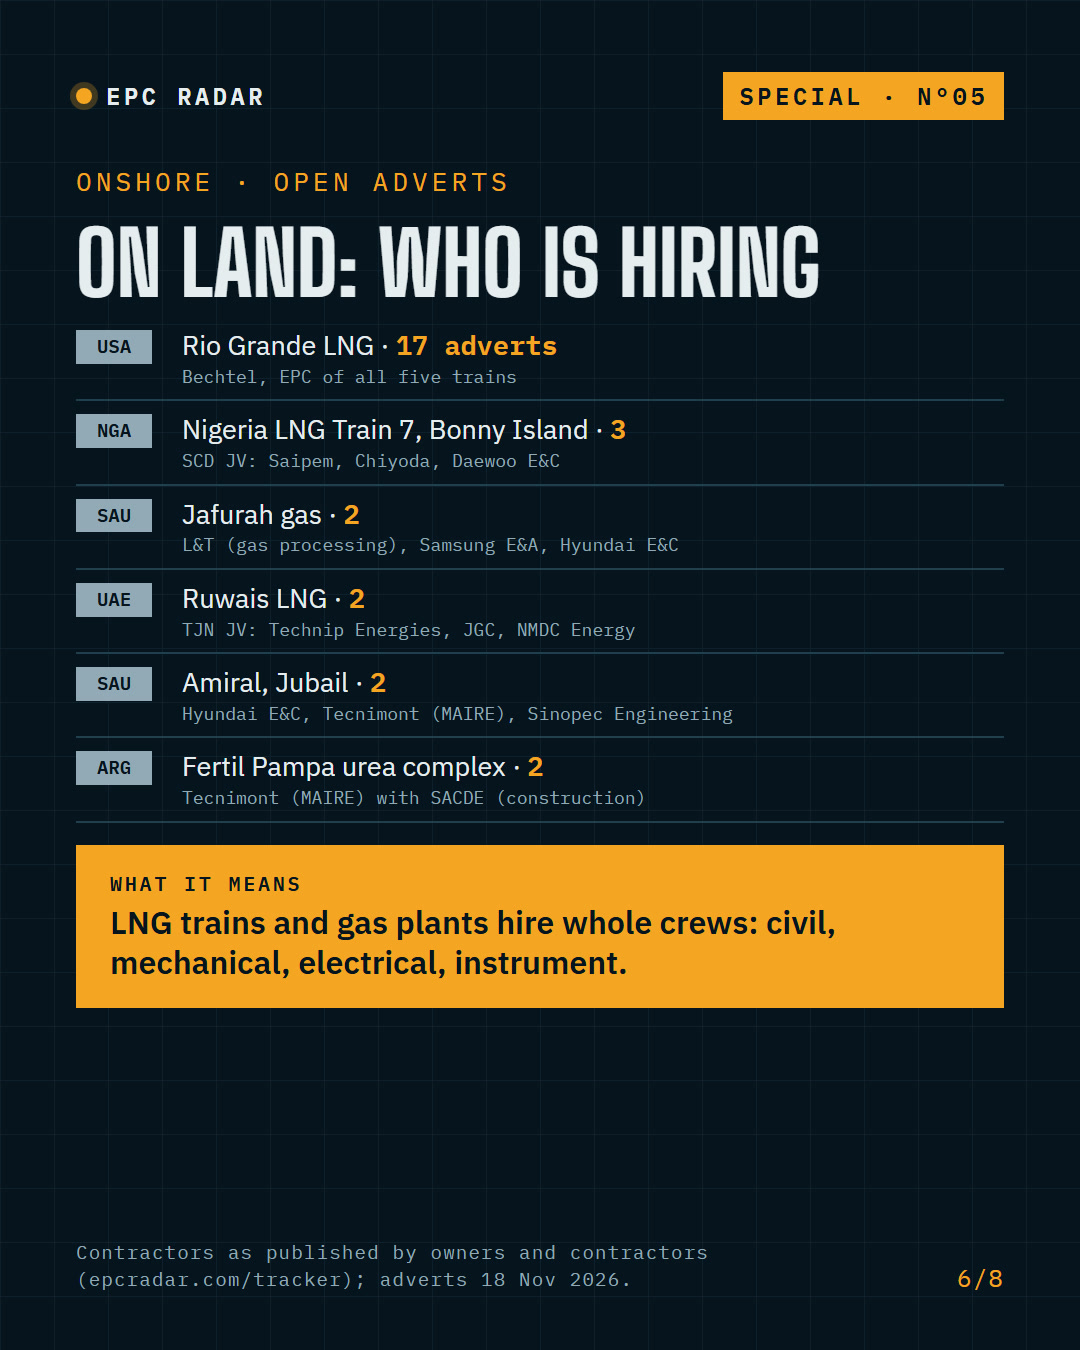 EPC RADAR
SPECIAL · N°05
ONSHORE · OPEN ADVERTS
ON LAND: WHO IS HIRING
USA
Rio Grande LNG · 17 adverts
Bechtel, EPC of all five trains
NGA
Nigeria LNG Train 7, Bonny Island · 3
SCD JV: Saipem, Chiyoda, Daewoo E&C
SAU
Jafurah gas · 2
L&T (gas processing), Samsung E&A, Hyundai E&C
UAE
Ruwais LNG · 2
TJN JV: Technip Energies, JGC, NMDC Energy
SAU
Amiral, Jubail · 2
Hyundai E&C, Tecnimont (MAIRE), Sinopec Engineering
ARG
Fertil Pampa urea complex · 2
Tecnimont (MAIRE) with SACDE (construction)
WHAT IT MEANS
LNG trains and gas plants hire whole crews: civil,
mechanical, electrical, instrument.
Contractors as published by owners and contractors
(epcradar.com/tracker); adverts 18 Nov 2026.
6/8